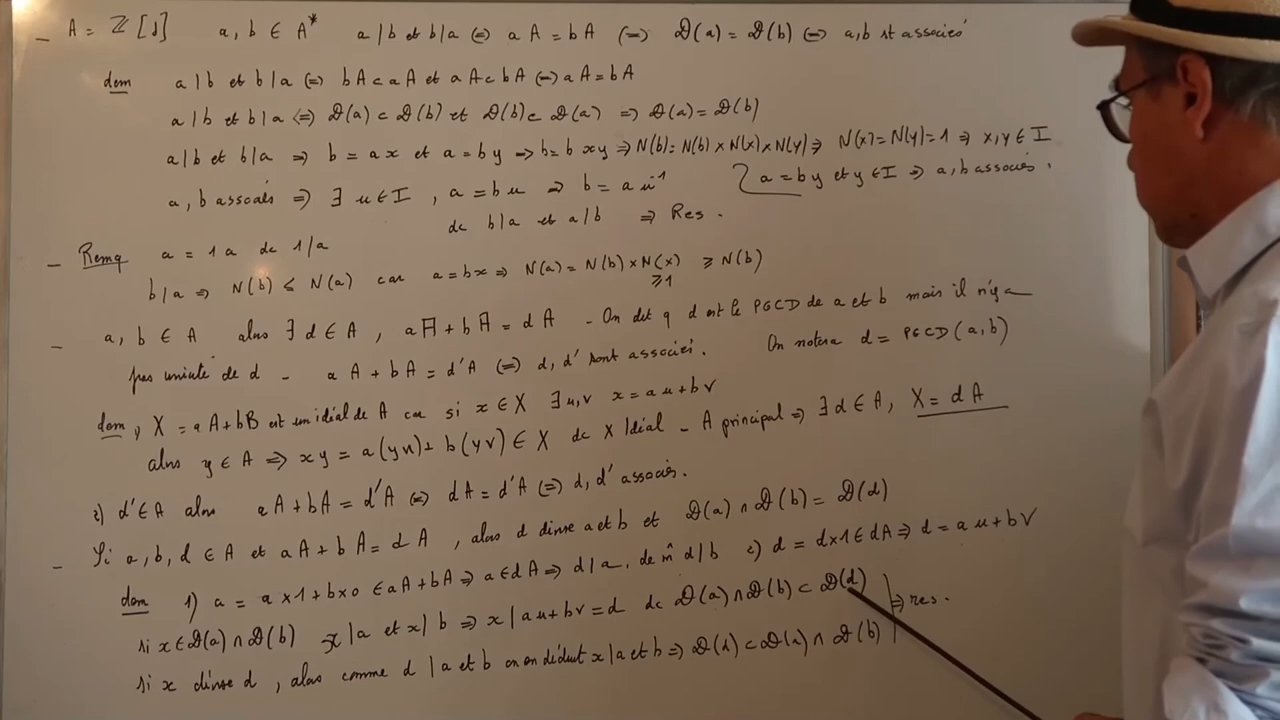 _ A = ℤ[j] a, b ∈ A* a|b et b|a ⟺ aA = bA ⟺ 𝒟(a) = 𝒟(b) ⟺ a,b st associés
dem a|b et b|a ⟺ bA ⊂ aA et aA ⊂ bA ⟺ aA = bA
a|b et b|a ⟺ 𝒟(a) ⊂ 𝒟(b) et 𝒟(b) ⊂ 𝒟(a) ⟹ 𝒟(a) = 𝒟(b)
a|b et b|a ⟹ b = ax et a = by ⟹ b = bxy ⟹ N(b) = N(b) × N(x) × N(y) ⟹ N(x) = N(y) = 1 ⟹ x, y ∈ I
a = by et y ∈ I ⟹ a, b associés.
a, b associés ⟹ ∃ u ∈ I, a = bu ⟹ b = a u⁻¹
dc b|a et a|b ⟹ Res.
_ Remq a = 1a dc 1/a
b|a ⟹ N(b) ≤ N(a) car a = bx ⟹ N(a) = N(b) × N(x) ≥ N(b)
≥1
_ a, b ∈ A alors ∃ d ∈ A, aA + bA = dA - On dit q d est le PGCD de a et b mais il n'y a
pas unicité de d - aA + bA = d'A ⟺ d, d' sont associés. On notera d = PGCD(a,b)
dem 1) X = aA + bB est un idéal de A car si x ∈ X ∃ u,v x = au + bv
alors y ∈ A ⟹ xy = a(yu) + b(yv) ∈ X dc X Idéal - A principal ⟹ ∃ d ∈ A, X = dA
2) d' ∈ A alors aA + bA = d'A ⟺ dA = d'A ⟺ d, d' associés.
_ Si a, b, d ∈ A et aA + bA = dA, alors d divise a et b et 𝒟(a) ∩ 𝒟(b) = 𝒟(d)
dem 1) a = a×1 + b×0 ∈ aA + bA ⟹ a ∈ dA ⟹ d|a, de m̂ d|b 2) d = d×1 ∈ dA ⟹ d = au + bv
si x ∈ 𝒟(a) ∩ 𝒟(b) x|a et x|b ⟹ x|au + bv = d dc 𝒟(a) ∩ 𝒟(b) ⊂ 𝒟(d) ⟹ res.
si x divise d, alors comme d|a et b on en déduit x|a et b ⟹ 𝒟(d) ⊂ 𝒟(a) ∩ 𝒟(b)